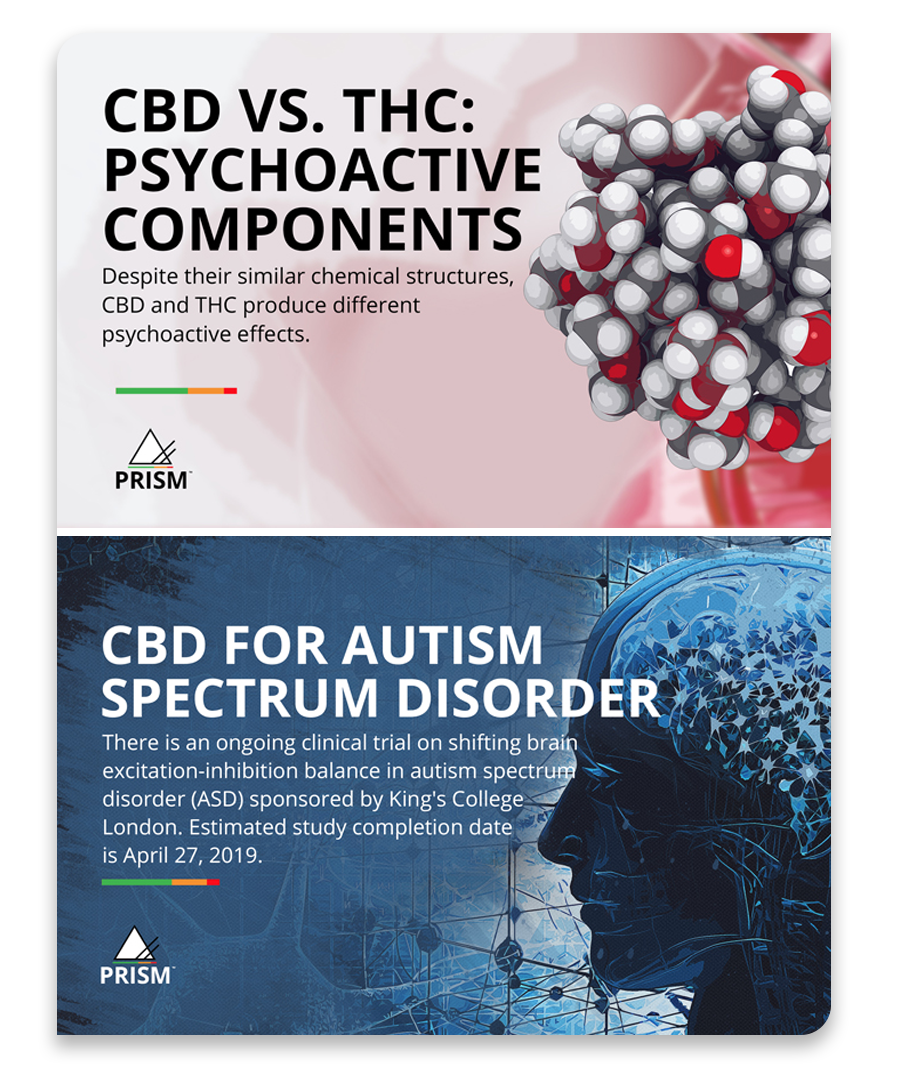 CBD VS. THC:
PSYCHOACTIVE
COMPONENTS
Despite their similar chemical structures,
CBD and THC produce different
psychoactive effects.
PRISM™
CBD FOR AUTISM
SPECTRUM DISORDER
There is an ongoing clinical trial on shifting brain
excitation-inhibition balance in autism spectrum
disorder (ASD) sponsored by King's College
London. Estimated study completion date
is April 27, 2019.
PRISM™